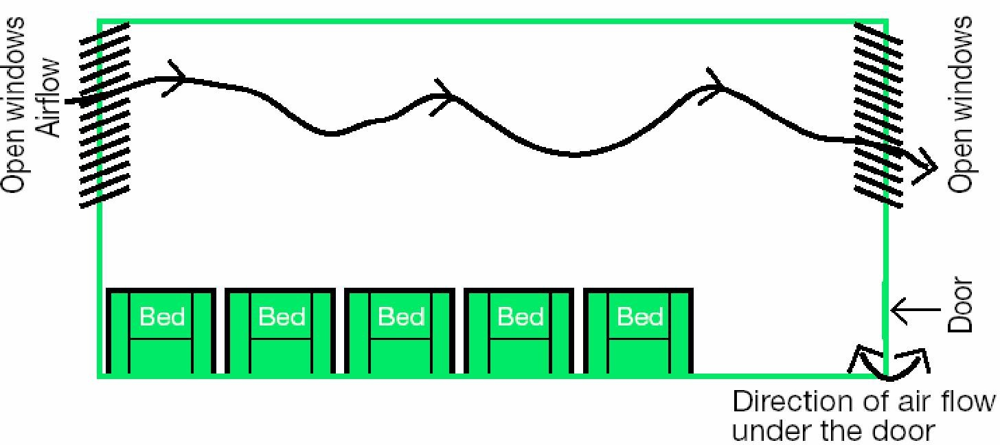 Open windows
Airflow
Open windows
Bed Bed Bed Bed Bed
Door
Direction of air flow
under the door